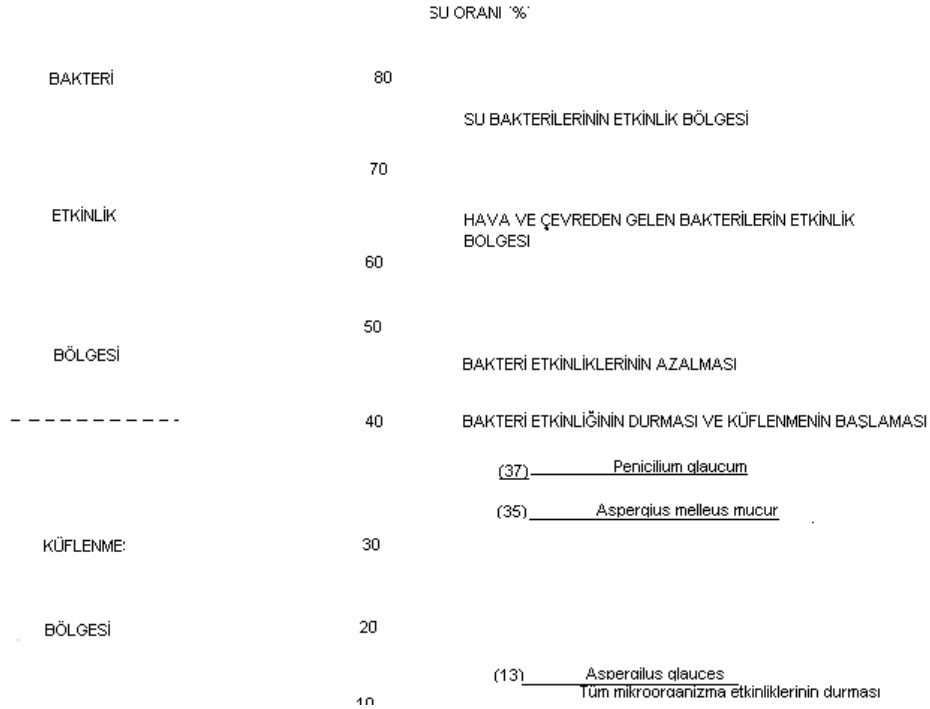 SU ORANI '%'
BAKTERİ 80
SU BAKTERİLERİNİN ETKİNLİK BÖLGESİ
70
ETKİNLİK HAVA VE ÇEVREDEN GELEN BAKTERİLERİN ETKİNLİK
BOLGESI
60
50
BÖLGESİ BAKTERİ ETKİNLİKLERİNİN AZALMASI
40 BAKTERİ ETKİNLİĞİNİN DURMASI VE KÜFLENMENİN BAŞLAMASI
(37) Penicilium glaucum
(35) Aspergius melleus mucur
KÜFLENME: 30
BÖLGESİ 20
(13) Aspergilus glauces
Tüm mikroorganizma etkinliklerinin durması
10